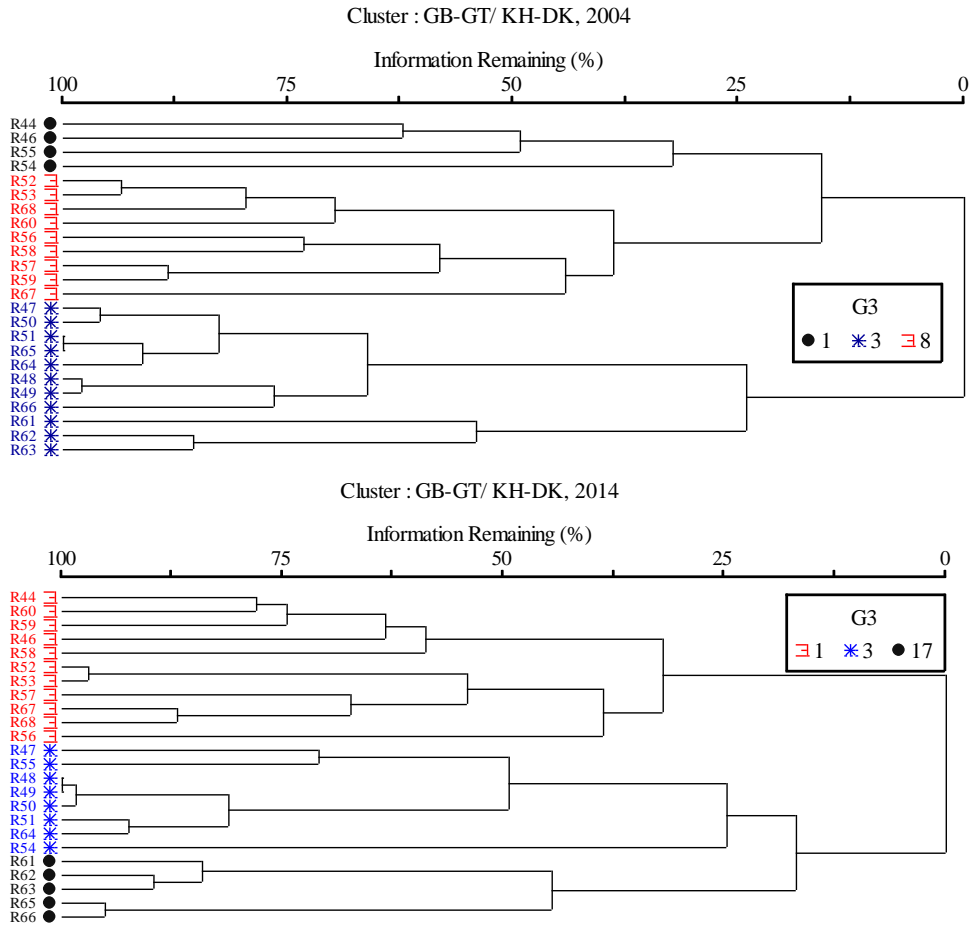 Cluster : GB-GT/ KH-DK, 2004
Information Remaining (%)
100 75 50 25 0
R44
R46
R55
R54
R52
R53
R68
R60
R56
R58
R57
R59
R67
R47
R50
R51
R65
R64
R48
R49
R66
R61
R62
R63
G3
1 3 8
Cluster : GB-GT/ KH-DK, 2014
Information Remaining (%)
100 75 50 25 0
R44
R60
R59
R46
R58
R52
R53
R57
R67
R68
R56
R47
R55
R48
R49
R50
R51
R64
R54
R61
R62
R63
R65
R66
G3
1 3 17